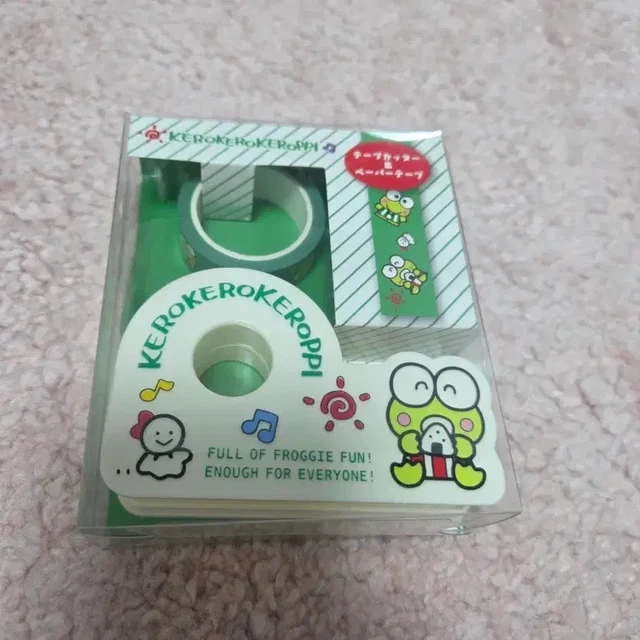 KEROKEROKEROPPI
テープカッター
&
ペーパーテープ
KEROKEROKEROPPI
FULL OF FROGGIE FUN!
ENOUGH FOR EVERYONE!